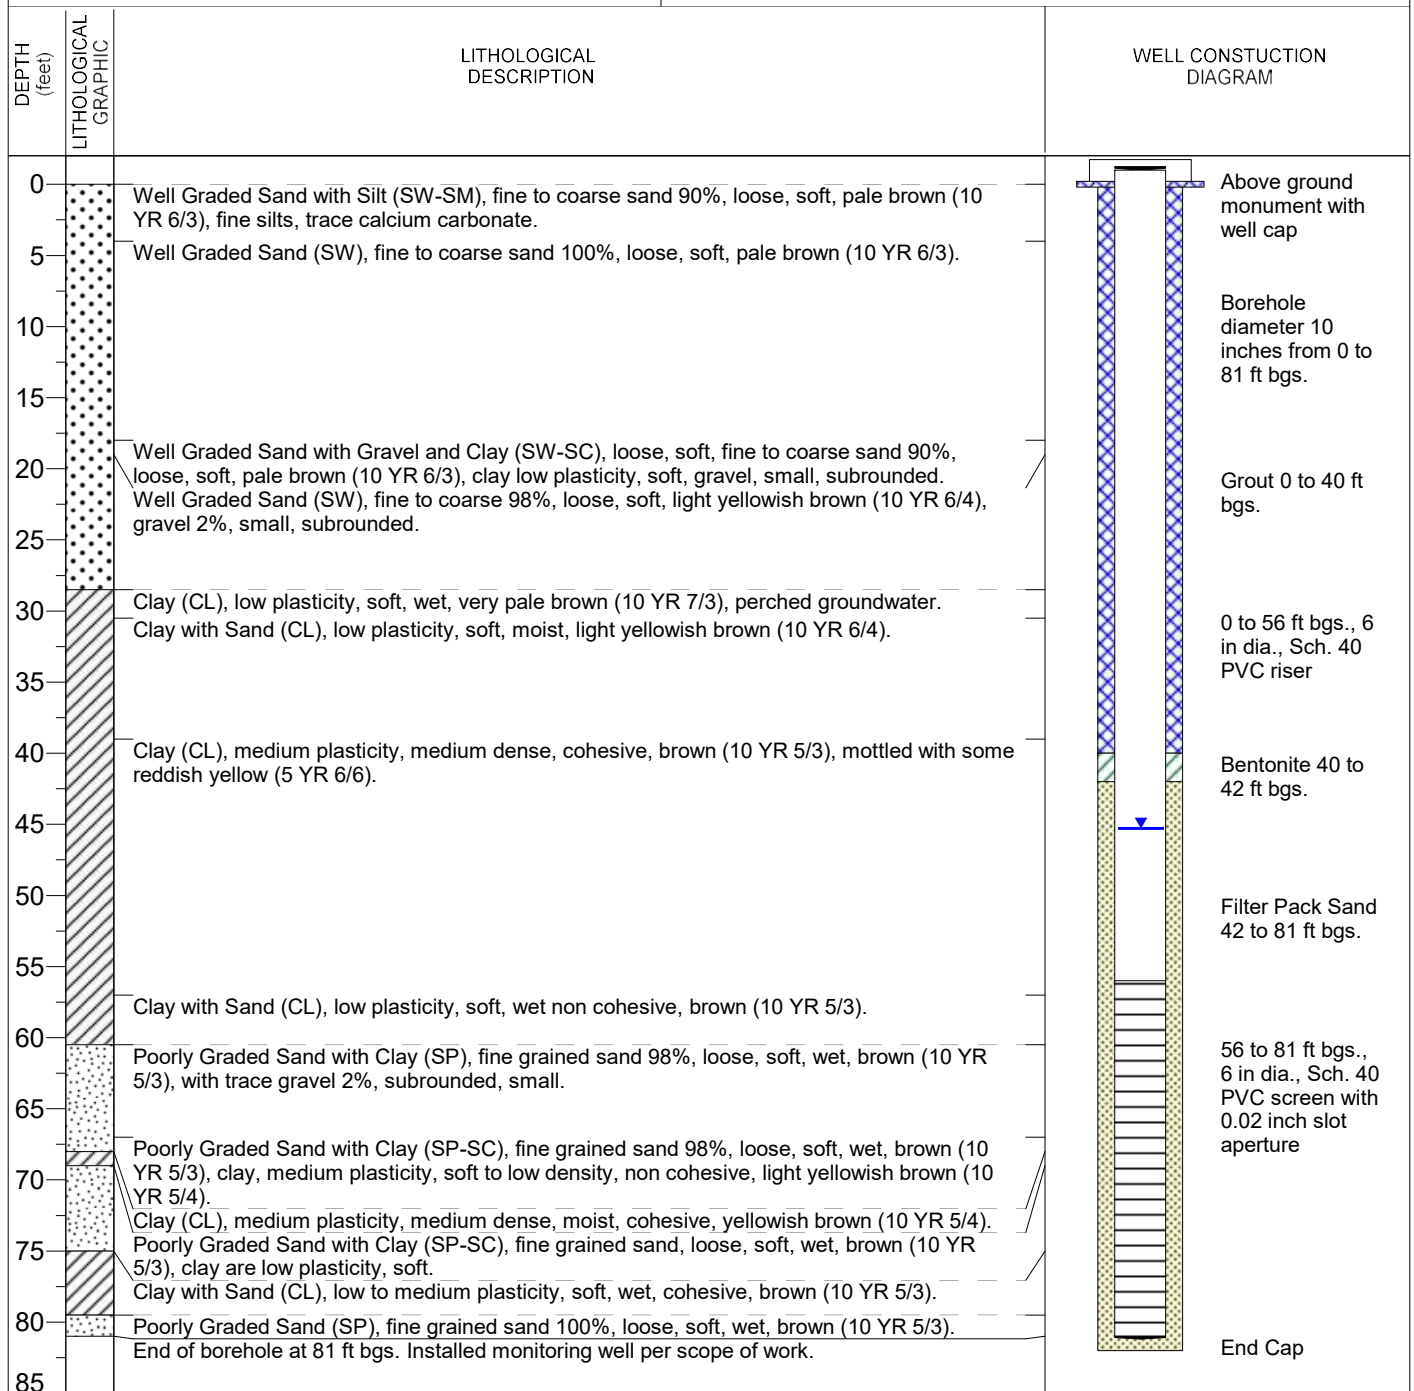 DEPTH
(feet)
LITHOLOGICAL
GRAPHIC
LITHOLOGICAL
DESCRIPTION
WELL CONSTUCTION
DIAGRAM
0
5
10
15
20
25
30
35
40
45
50
55
60
65
70
75
80
85
Well Graded Sand with Silt (SW-SM), fine to coarse sand 90%, loose, soft, pale brown (10
YR 6/3), fine silts, trace calcium carbonate.
Well Graded Sand (SW), fine to coarse sand 100%, loose, soft, pale brown (10 YR 6/3).
Well Graded Sand with Gravel and Clay (SW-SC), loose, soft, fine to coarse sand 90%,
loose, soft, pale brown (10 YR 6/3), clay low plasticity, soft, gravel, small, subrounded.
Well Graded Sand (SW), fine to coarse 98%, loose, soft, light yellowish brown (10 YR 6/4),
gravel 2%, small, subrounded.
Clay (CL), low plasticity, soft, wet, very pale brown (10 YR 7/3), perched groundwater.
Clay with Sand (CL), low plasticity, soft, moist, light yellowish brown (10 YR 6/4).
Clay (CL), medium plasticity, medium dense, cohesive, brown (10 YR 5/3), mottled with some
reddish yellow (5 YR 6/6).
Clay with Sand (CL), low plasticity, soft, wet non cohesive, brown (10 YR 5/3).
Poorly Graded Sand with Clay (SP), fine grained sand 98%, loose, soft, wet, brown (10 YR
5/3), with trace gravel 2%, subrounded, small.
Poorly Graded Sand with Clay (SP-SC), fine grained sand 98%, loose, soft, wet, brown (10
YR 5/3), clay, medium plasticity, soft to low density, non cohesive, light yellowish brown (10
YR 5/4).
Clay (CL), medium plasticity, medium dense, moist, cohesive, yellowish brown (10 YR 5/4).
Poorly Graded Sand with Clay (SP-SC), fine grained sand, loose, soft, wet, brown (10 YR
5/3), clay are low plasticity, soft.
Clay with Sand (CL), low to medium plasticity, soft, wet, cohesive, brown (10 YR 5/3).
Poorly Graded Sand (SP), fine grained sand 100%, loose, soft, wet, brown (10 YR 5/3).
End of borehole at 81 ft bgs. Installed monitoring well per scope of work.
Above ground
monument with
well cap
Borehole
diameter 10
inches from 0 to
81 ft bgs.
Grout 0 to 40 ft
bgs.
0 to 56 ft bgs., 6
in dia., Sch. 40
PVC riser
Bentonite 40 to
42 ft bgs.
Filter Pack Sand
42 to 81 ft bgs.
56 to 81 ft bgs.,
6 in dia., Sch. 40
PVC screen with
0.02 inch slot
aperture
End Cap